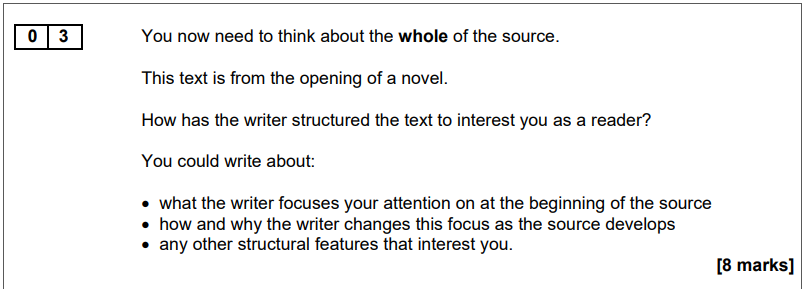 0 3 You now need to think about the whole of the source.
This text is from the opening of a novel.
How has the writer structured the text to interest you as a reader?
You could write about:
• what the writer focuses your attention on at the beginning of the source
• how and why the writer changes this focus as the source develops
• any other structural features that interest you.
[8 marks]